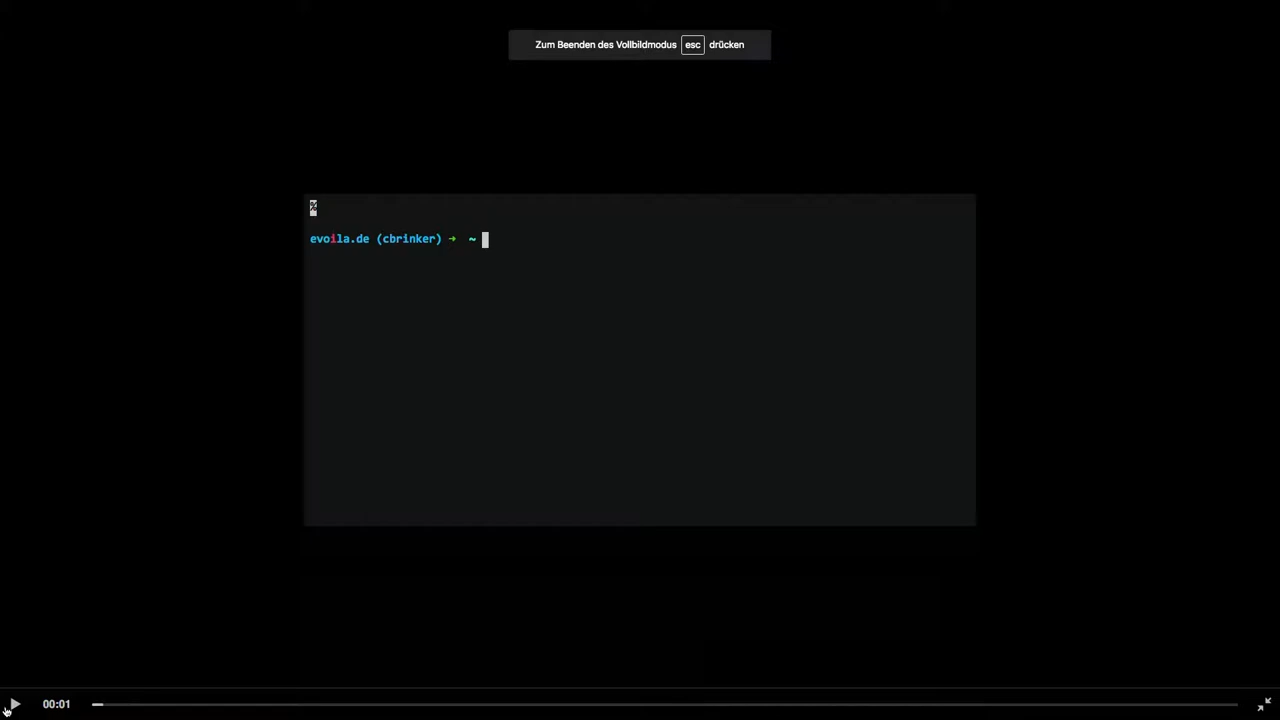 Zum Beenden des Vollbildmodus esc drücken
%
evoila.de (cbrinker) ➜ ~
00:01